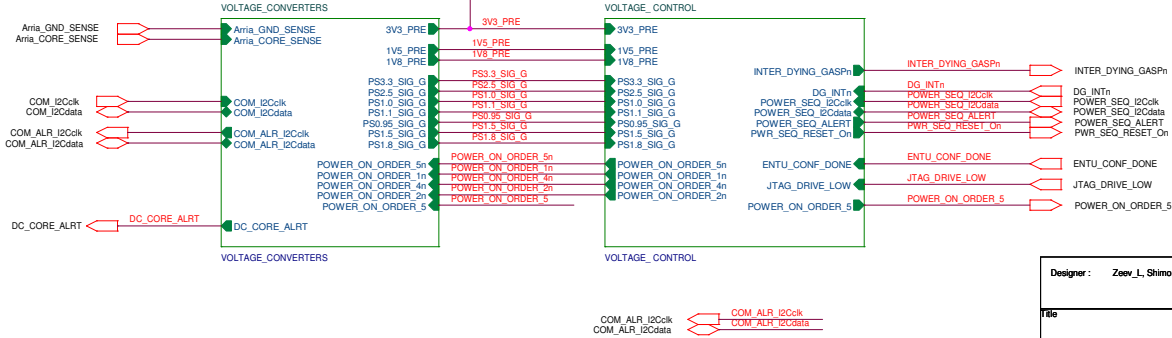 VOLTAGE_CONVERTERS
VOLTAGE_CONTROL
Arria_GND_SENSE
Arria_CORE_SENSE
Arria_GND_SENSE
Arria_CORE_SENSE
3V3_PRE
3V3_PRE
3V3_PRE
1V5_PRE
1V5_PRE
1V5_PRE
1V8_PRE
1V8_PRE
1V8_PRE
PS3.3_SIG_G
PS3.3_SIG_G
PS3.3_SIG_G
PS2.5_SIG_G
PS2.5_SIG_G
PS2.5_SIG_G
PS1.0_SIG_G
PS1.0_SIG_G
PS1.0_SIG_G
PS1.1_SIG_G
PS1.1_SIG_G
PS1.1_SIG_G
PS0.95_SIG_G
PS0.95_SIG_G
PS0.95_SIG_G
PS1.5_SIG_G
PS1.5_SIG_G
PS1.5_SIG_G
PS1.8_SIG_G
PS1.8_SIG_G
PS1.8_SIG_G
COM_I2Cclk
COM_I2Cclk
COM_I2Cdata
COM_I2Cdata
COM_ALR_I2Cclk
COM_ALR_I2Cclk
COM_ALR_I2Cdata
COM_ALR_I2Cdata
POWER_ON_ORDER_5n
POWER_ON_ORDER_5n
POWER_ON_ORDER_5n
POWER_ON_ORDER_1n
POWER_ON_ORDER_1n
POWER_ON_ORDER_1n
POWER_ON_ORDER_4n
POWER_ON_ORDER_4n
POWER_ON_ORDER_4n
POWER_ON_ORDER_2n
POWER_ON_ORDER_2n
POWER_ON_ORDER_2n
POWER_ON_ORDER_5
POWER_ON_ORDER_5
DC_CORE_ALRT
DC_CORE_ALRT
DC_CORE_ALRT
INTER_DYING_GASPn
INTER_DYING_GASPn
INTER_DYING_GASPn
DG_INTn
DG_INTn
DG_INTn
POWER_SEQ_I2Cclk
POWER_SEQ_I2Cclk
POWER_SEQ_I2Cclk
POWER_SEQ_I2Cdata
POWER_SEQ_I2Cdata
POWER_SEQ_I2Cdata
POWER_SEQ_ALERT
POWER_SEQ_ALERT
POWER_SEQ_ALERT
PWR_SEQ_RESET_On
PWR_SEQ_RESET_On
PWR_SEQ_RESET_On
ENTU_CONF_DONE
ENTU_CONF_DONE
ENTU_CONF_DONE
JTAG_DRIVE_LOW
JTAG_DRIVE_LOW
JTAG_DRIVE_LOW
POWER_ON_ORDER_5
POWER_ON_ORDER_5
POWER_ON_ORDER_5
VOLTAGE_CONVERTERS
VOLTAGE_ CONTROL
Designer : Zeev_L, Shimo
Title
COM_ALR_I2Cclk
COM_ALR_I2Cclk
COM_ALR_I2Cdata
COM_ALR_I2Cdata